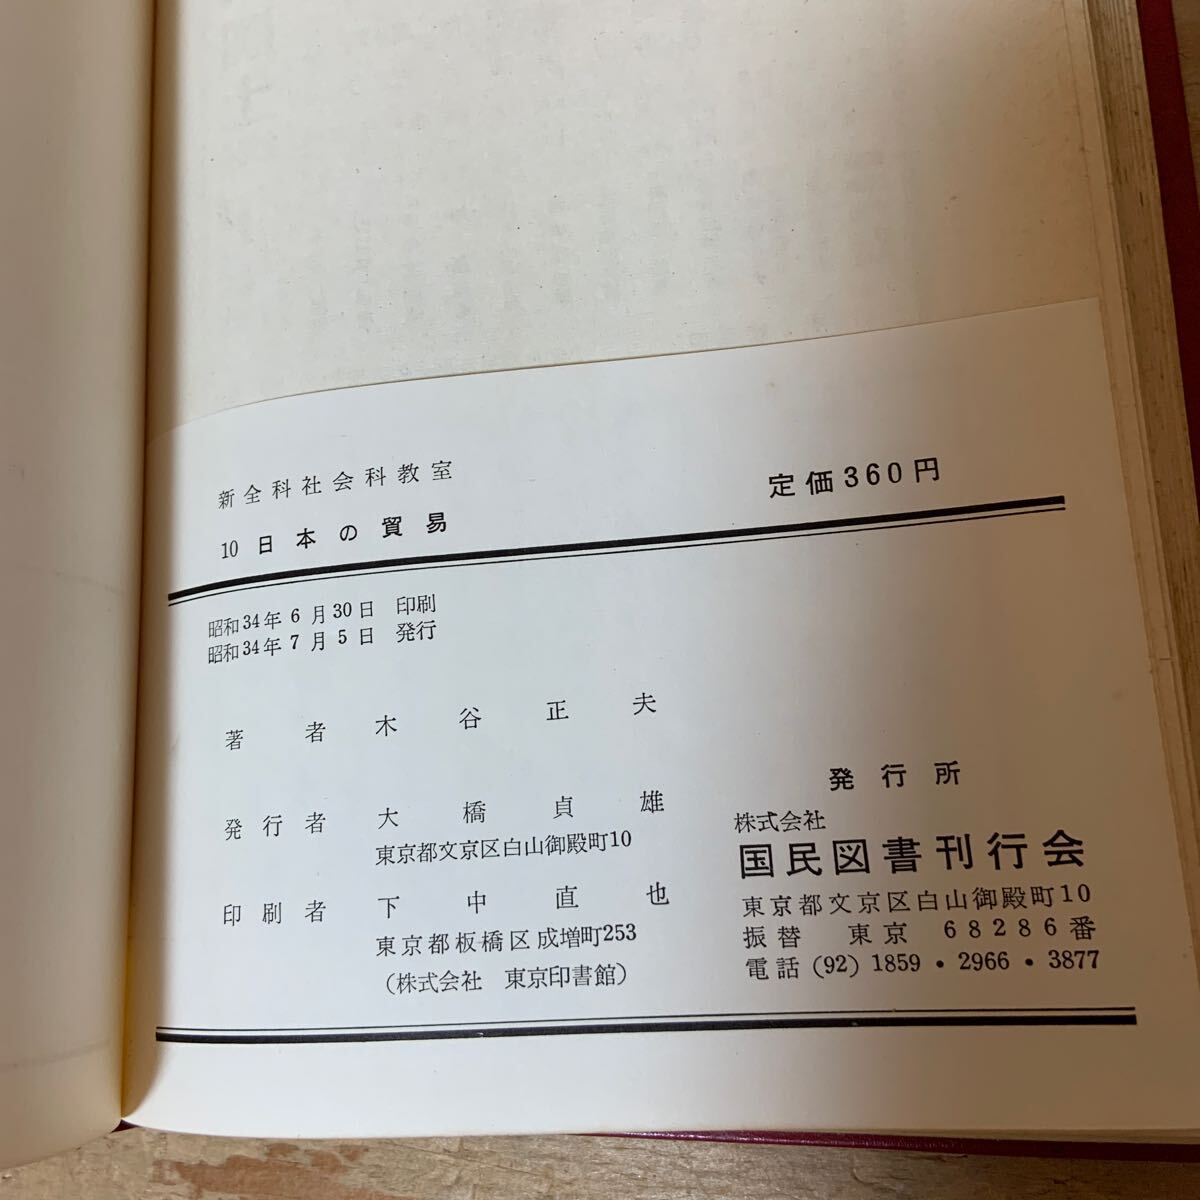 新全科社会科教室
10 日本の貿易
定価360円
昭和34年6月30日 印刷
昭和34年7月5日 発行
著者 木谷正夫
発行者 大橋貞雄
東京都文京区白山御殿町10
印刷者 下中直也
東京都板橋区成増町253
(株式会社 東京印書館)
発行所
株式会社
国民図書刊行会
東京都文京区白山御殿町10
振替 東京 68286番
電話 (92) 1859・2966・3877